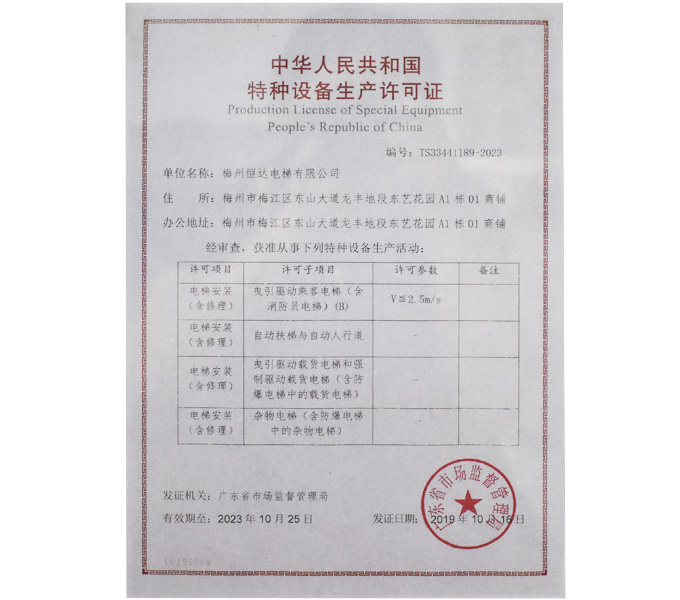 中华人民共和国
特种设备生产许可证
Production License of Special Equipment
People's Republic of China
编号：TS33441189-2023
单位名称：梅州恒达电梯有限公司
住 所：梅州市梅江区东山大道龙丰地段东艺花园A1栋01商铺
办公地址：梅州市梅江区东山大道龙丰地段东艺花园A1栋01商铺
经审查，获准从事下列特种设备生产活动：
许可项目 许可子项目 许可参数 备注
电梯安装
（含修理）
曳引驱动乘客电梯（含
消防员电梯）(B)
V≦2.5m/s
电梯安装
（含修理）
自动扶梯与自动人行道
-
电梯安装
（含修理）
曳引驱动载货电梯和强
制驱动载货电梯（含防
爆电梯中的载货电梯）
-
电梯安装
（含修理）
杂物电梯（含防爆电梯
中的杂物电梯）
-
发证机关：广东省市场监督管理局
有效期至：2023年10月25日
发证日期：2019年10月16日
广东省市场监督管理局